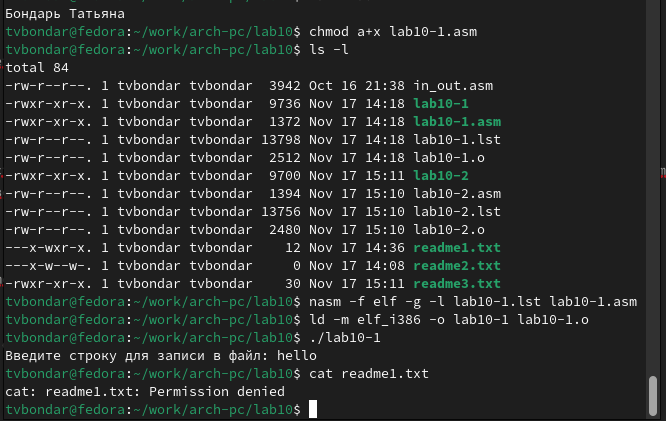 Бондарь Татьяна
tvbondar@fedora:~/work/arch-pc/lab10$ chmod a+x lab10-1.asm
tvbondar@fedora:~/work/arch-pc/lab10$ ls -l
total 84
-rw-r--r--. 1 tvbondar tvbondar  3942 Oct 16 21:38 in_out.asm
-rwxr-xr-x. 1 tvbondar tvbondar  9736 Nov 17 14:18 lab10-1
-rwxr-xr-x. 1 tvbondar tvbondar  1372 Nov 17 14:18 lab10-1.asm
-rw-r--r--. 1 tvbondar tvbondar 13798 Nov 17 14:18 lab10-1.lst
-rw-r--r--. 1 tvbondar tvbondar  2512 Nov 17 14:18 lab10-1.o
-rwxr-xr-x. 1 tvbondar tvbondar  9700 Nov 17 15:11 lab10-2
-rw-r--r--. 1 tvbondar tvbondar  1394 Nov 17 15:10 lab10-2.asm
-rw-r--r--. 1 tvbondar tvbondar 13756 Nov 17 15:10 lab10-2.lst
-rw-r--r--. 1 tvbondar tvbondar  2480 Nov 17 15:10 lab10-2.o
---x-wxr-x. 1 tvbondar tvbondar    12 Nov 17 14:36 readme1.txt
---x-w--w-. 1 tvbondar tvbondar     0 Nov 17 14:08 readme2.txt
-rwxr-xr-x. 1 tvbondar tvbondar    30 Nov 17 15:11 readme3.txt
tvbondar@fedora:~/work/arch-pc/lab10$ nasm -f elf -g -l lab10-1.lst lab10-1.asm
tvbondar@fedora:~/work/arch-pc/lab10$ ld -m elf_i386 -o lab10-1 lab10-1.o
tvbondar@fedora:~/work/arch-pc/lab10$ ./lab10-1
Введите строку для записи в файл: hello
tvbondar@fedora:~/work/arch-pc/lab10$ cat readme1.txt
cat: readme1.txt: Permission denied
tvbondar@fedora:~/work/arch-pc/lab10$